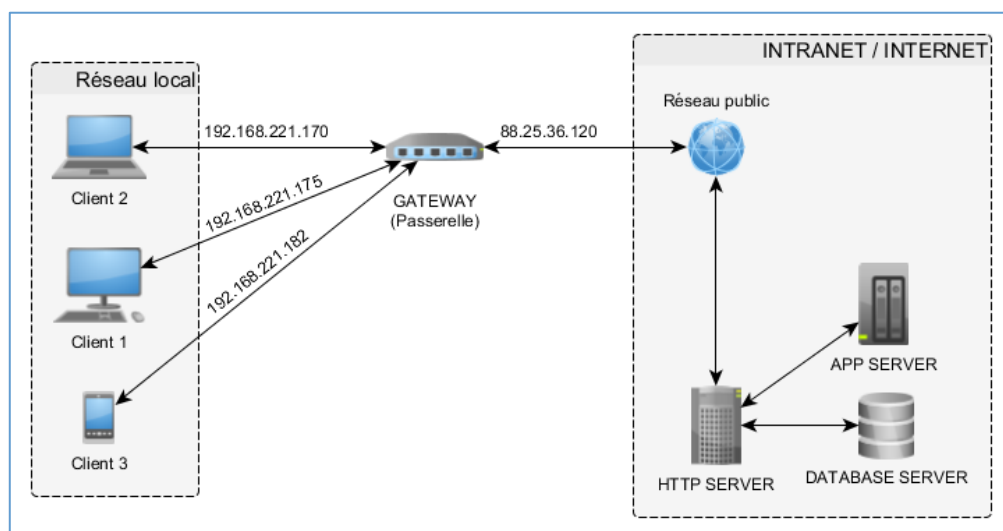 INTRANET / INTERNET
Réseau local
Réseau public
192.168.221.170
88.25.36.120
Client 2
GATEWAY
(Passerelle)
192.168.221.175
192.168.221.182
Client 1
APP SERVER
Client 3
HTTP SERVER
DATABASE SERVER